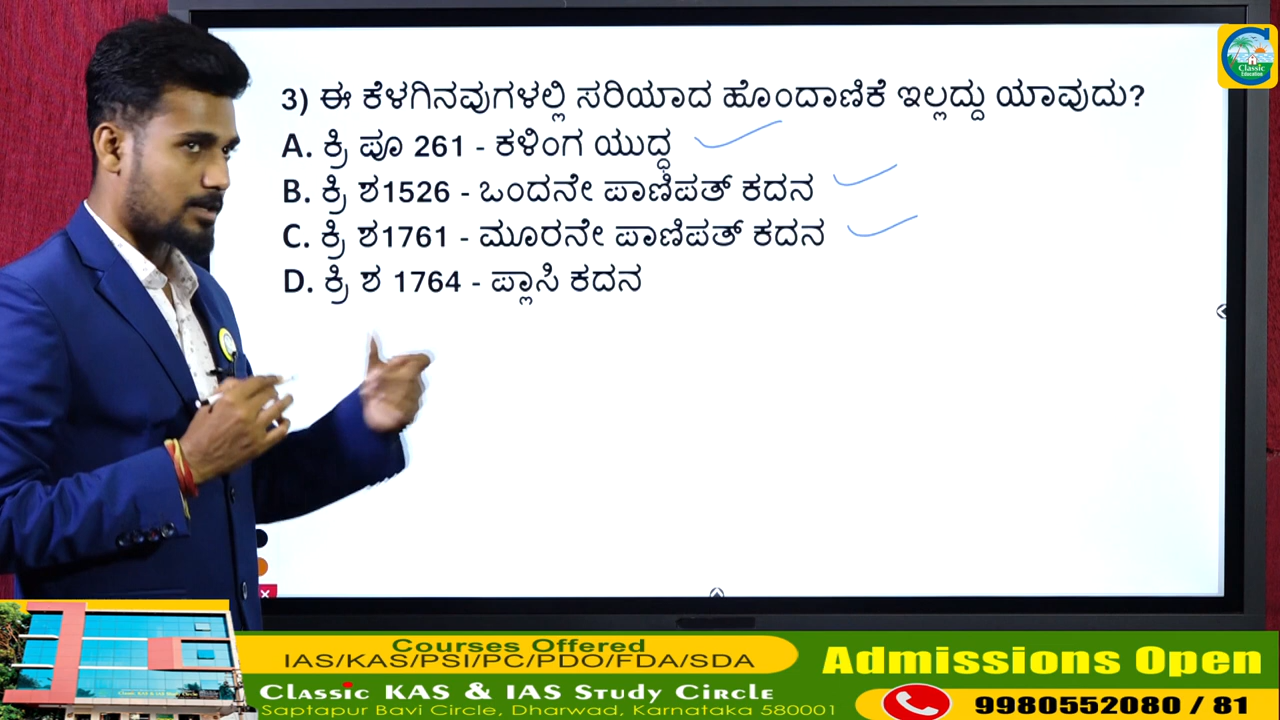 Classic
Education
3) ಈ ಕೆಳಗಿನವುಗಳಲ್ಲಿ ಸರಿಯಾದ ಹೊಂದಾಣಿಕೆ ಇಲ್ಲದ್ದು ಯಾವುದು?
A. ಕ್ರಿ ಪೂ 261 - ಕಳಿಂಗ ಯುದ್ಧ
B. ಕ್ರಿ ಶ1526 - ಒಂದನೇ ಪಾಣಿಪತ್ ಕದನ
C. ಕ್ರಿ ಶ1761 - ಮೂರನೇ ಪಾಣಿಪತ್ ಕದನ
D. ಕ್ರಿ ಶ 1764 - ಪ್ಲಾಸಿ ಕದನ
Courses Offered
IAS/KAS/PSI/PC/PDO/FDA/SDA
Classic KAS & IAS Study Circle
Saptapur Bavi Circle, Dharwad, Karnataka 580001
Admissions Open
9980552080 / 81